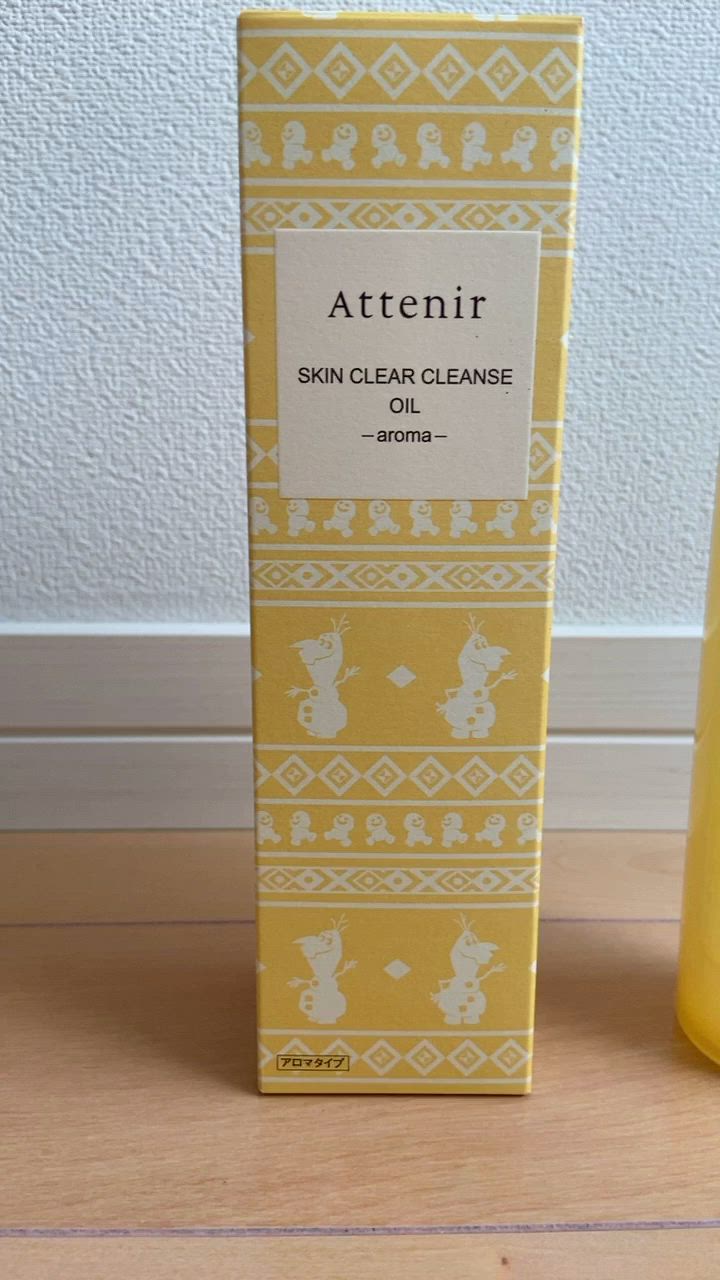 Attenir
SKIN CLEAR CLEANSE
OIL
–aroma–
アロマタイプ